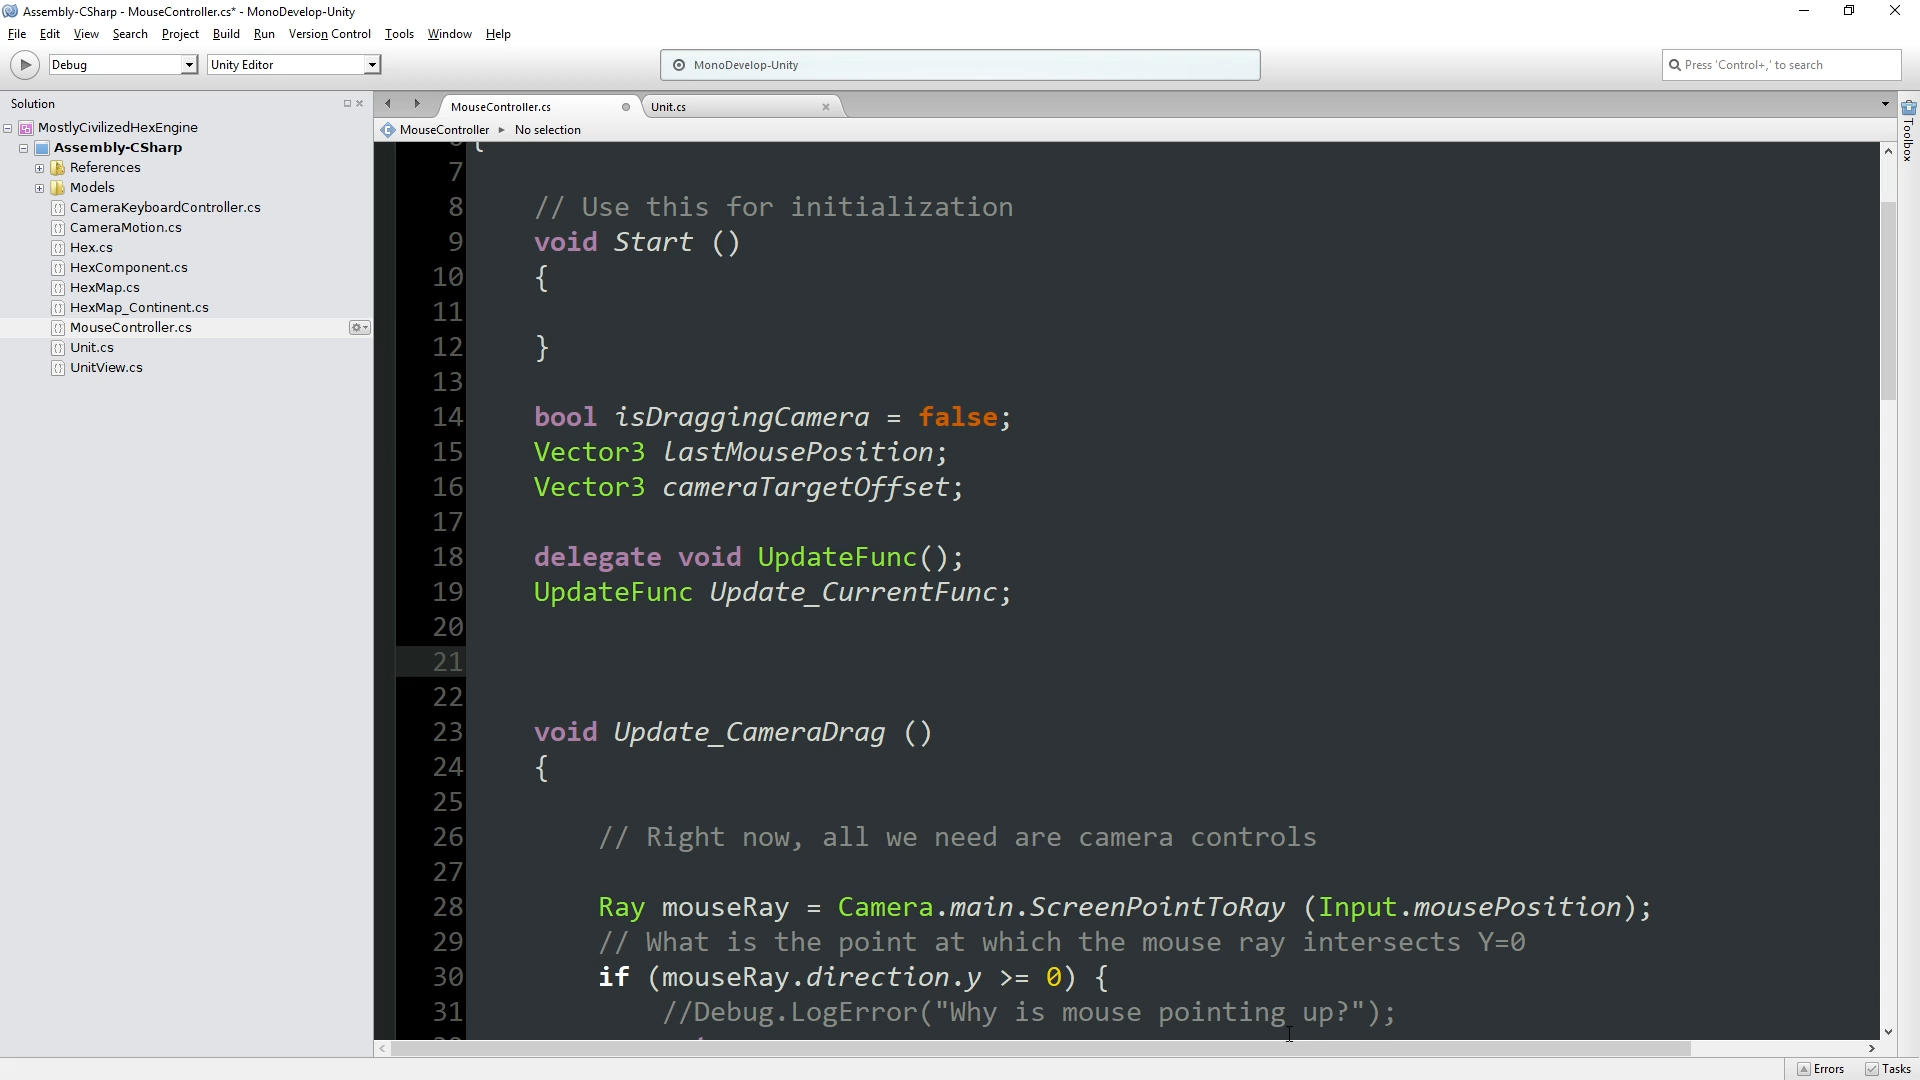 Assembly-CSharp - MouseController.cs* - MonoDevelop-Unity
File Edit View Search Project Build Run Version Control Tools Window Help
Debug Unity Editor MonoDevelop-Unity Press 'Control+,' to search
Solution
MostlyCivilizedHexEngine
Assembly-CSharp
References
Models
CameraKeyboardController.cs
CameraMotion.cs
Hex.cs
HexComponent.cs
HexMap.cs
HexMap_Continent.cs
MouseController.cs
Unit.cs
UnitView.cs
MouseController.cs Unit.cs
MouseController No selection
Toolbox
{
7
8 // Use this for initialization
9 void Start ()
10 {
11
12 }
13
14 bool isDraggingCamera = false;
15 Vector3 lastMousePosition;
16 Vector3 cameraTargetOffset;
17
18 delegate void UpdateFunc();
19 UpdateFunc Update_CurrentFunc;
20
21
22
23 void Update_CameraDrag ()
24 {
25
26 // Right now, all we need are camera controls
27
28 Ray mouseRay = Camera.main.ScreenPointToRay (Input.mousePosition);
29 // What is the point at which the mouse ray intersects Y=0
30 if (mouseRay.direction.y >= 0) {
31 //Debug.LogError("Why is mouse pointing up?");
Errors Tasks